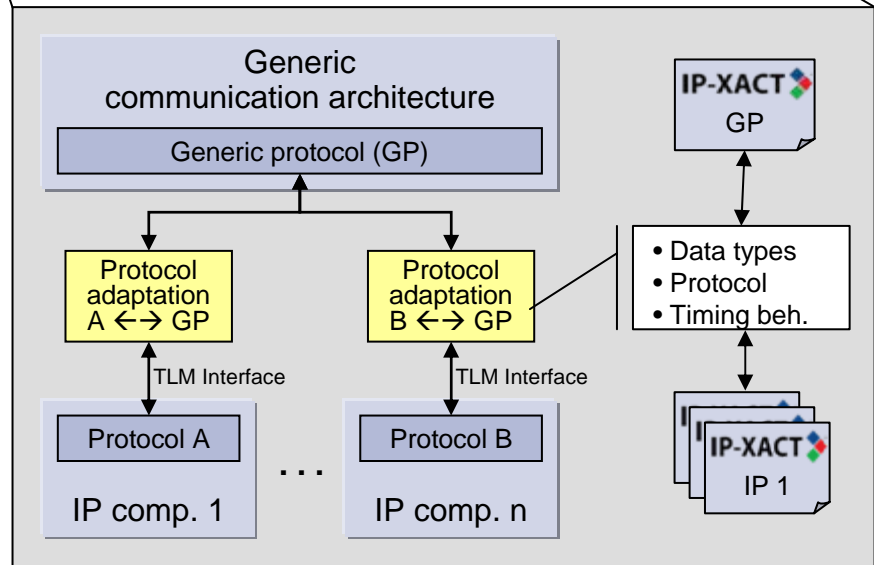 Generic
communication architecture
Generic protocol (GP)
IP-XACT
GP
Protocol
adaptation
A ←→ GP
Protocol
adaptation
B ←→ GP
• Data types
• Protocol
• Timing beh.
TLM Interface
TLM Interface
Protocol A
Protocol B
. . .
IP comp. 1
IP comp. n
IP-XACT
IP 1